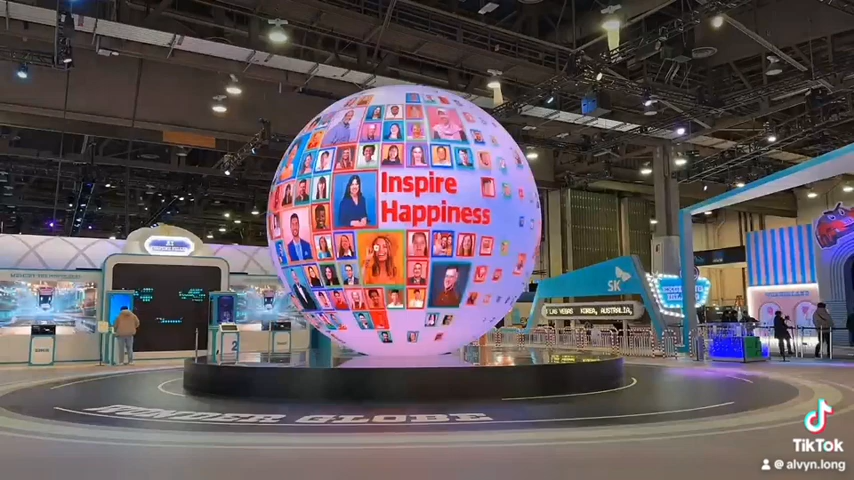 Inspire
Happiness
SK
LAS VEGAS KOREA, AUSTRALIA,
WONDER GLOBE
TikTok
@ alvyn.long